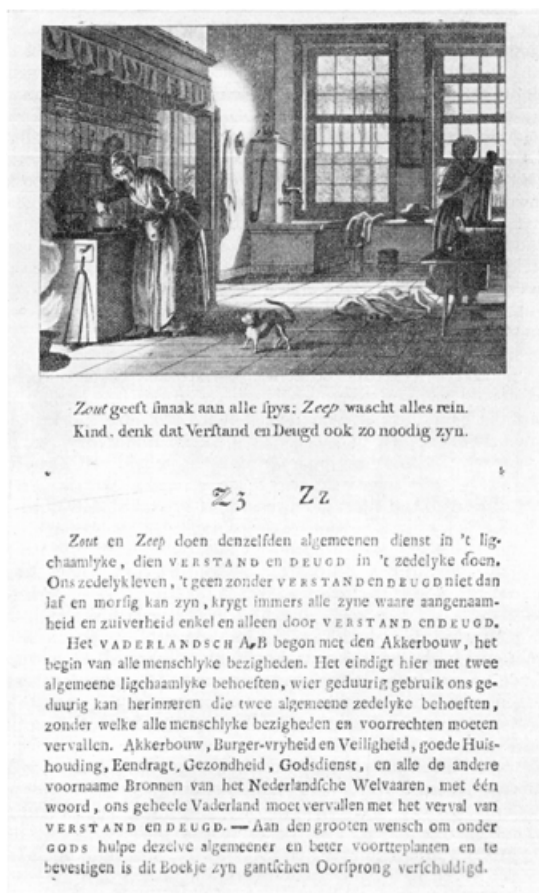 Zout geeft ſmaak aan alle ſpys; Zeep wascht alles rein.
Kind, denk dat Verſtand en Deugd ook zo noodig zyn.
Z z Z z
Zout en Zeep doen denzelfden algemeenen dienst in 't lig-
chaamlyke, dien VERSTAND en DEUGD in 't zedelyke doen.
Ons zedelyk leven, 't geen zonder VERSTAND en DEUGD niet dan
laf en morſig kan zyn, krygt immers alle zyne waare aangenaam-
heid en zuiverheid enkel en alleen door VERSTAND en DEUGD.
Het VADERLANDSCH A,B begon met den Akkerbouw, het
begin van alle menschlyke bezigheden. Het eindigt hier met twee
algemeene ligchaamlyke behoeften, wier geduurig gebruik ons ge-
duurig kan herinneren die twee algemeene zedelyke behoeften,
zonder welke alle menschlyke bezigheden en voorrechten moeten
vervallen. Akkerbouw, Burger-vryheid en Veiligheid, goede Huis-
houding, Eendragt, Gezondheid, Godsdienst, en alle de andere
voornaame Bronnen van het Nederlandſche Welvaaren, met één
woord, ons geheele Vaderland moet vervallen met het verval van
VERSTAND en DEUGD. — Aan den grooten wensch om onder
GODS hulpe dezelve algemeener en beter voortteplanten en te
bevestigen is dit Boekje zyn gantſchen Oorſprong verſchuldigd.